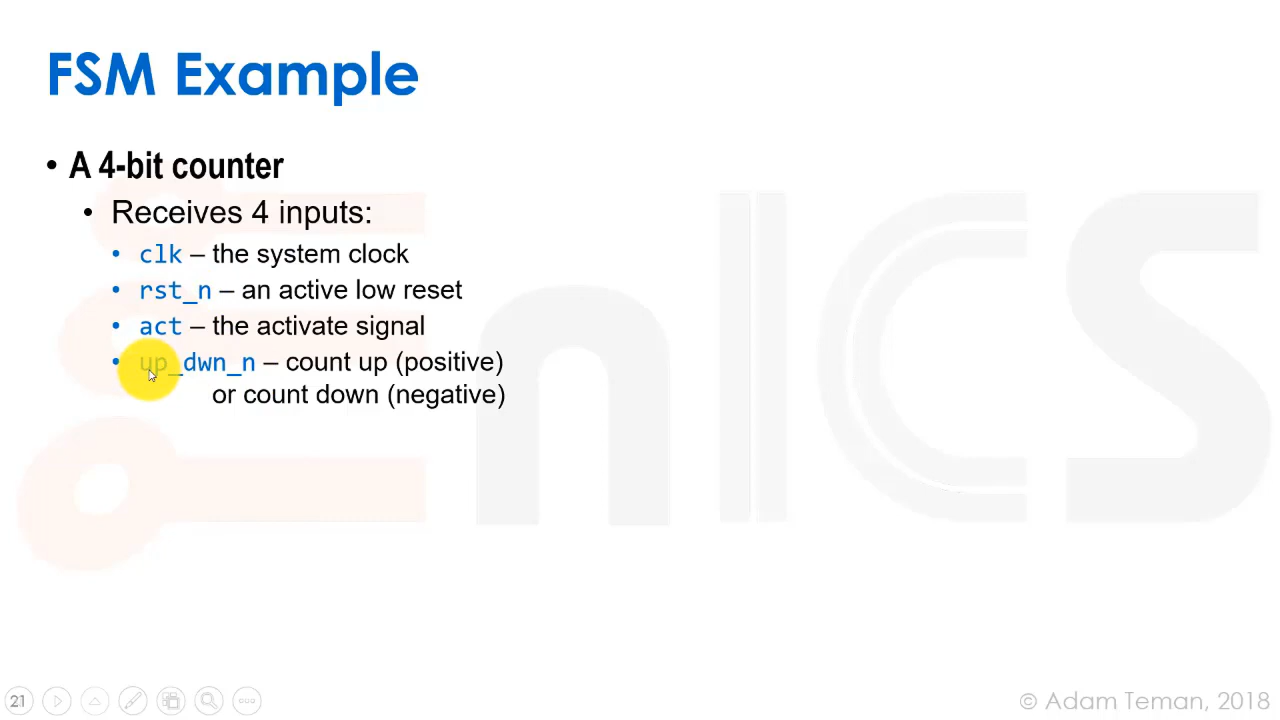 FSM Example
• A 4-bit counter
• Receives 4 inputs:
• clk – the system clock
• rst_n – an active low reset
• act – the activate signal
• up_dwn_n – count up (positive)
or count down (negative)
enICS
21
© Adam Teman, 2018